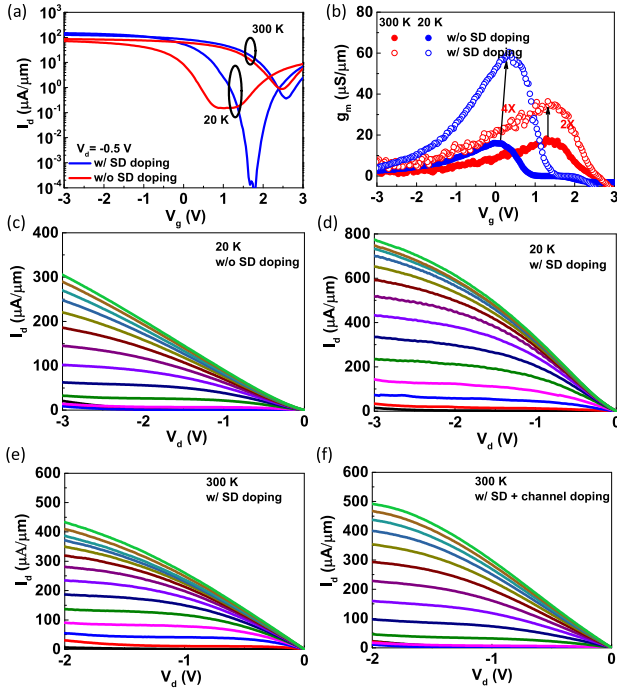 (a)
10³
10²
10¹
10⁰
10⁻¹
10⁻²
10⁻³
10⁻⁴
I_d (μA/μm)
300 K
20 K
V_d= -0.5 V
w/ SD doping
w/o SD doping
-3 -2 -1 0 1 2 3
V_g (V)
(b)
80
60
40
20
0
g_m (μS/μm)
300 K 20 K
w/o SD doping
w/ SD doping
4X
2X
-3 -2 -1 0 1 2 3
V_g (V)
(c)
400
300
200
100
0
I_d (μA/μm)
20 K
w/o SD doping
-3 -2 -1 0
V_d (V)
(d)
800
600
400
200
0
I_d (μA/μm)
20 K
w/ SD doping
-3 -2 -1 0
V_d (V)
(e)
600
500
400
300
200
100
0
I_d (μA/μm)
300 K
w/ SD doping
-2 -1 0
V_d (V)
(f)
600
500
400
300
200
100
0
I_d (μA/μm)
300 K
w/ SD + channel doping
-2 -1 0
V_d (V)